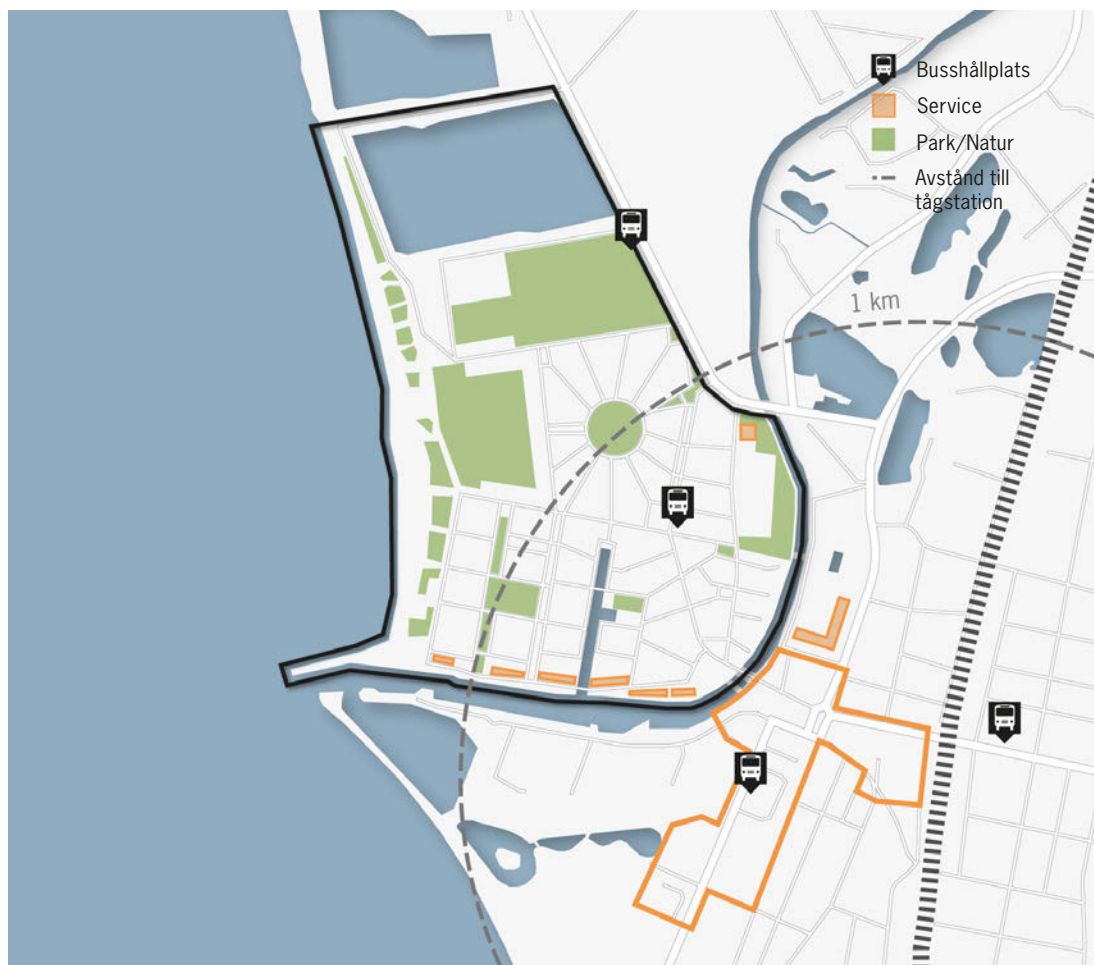 Busshållplats
Service
Park/Natur
Avstånd till
tågstation
1 km